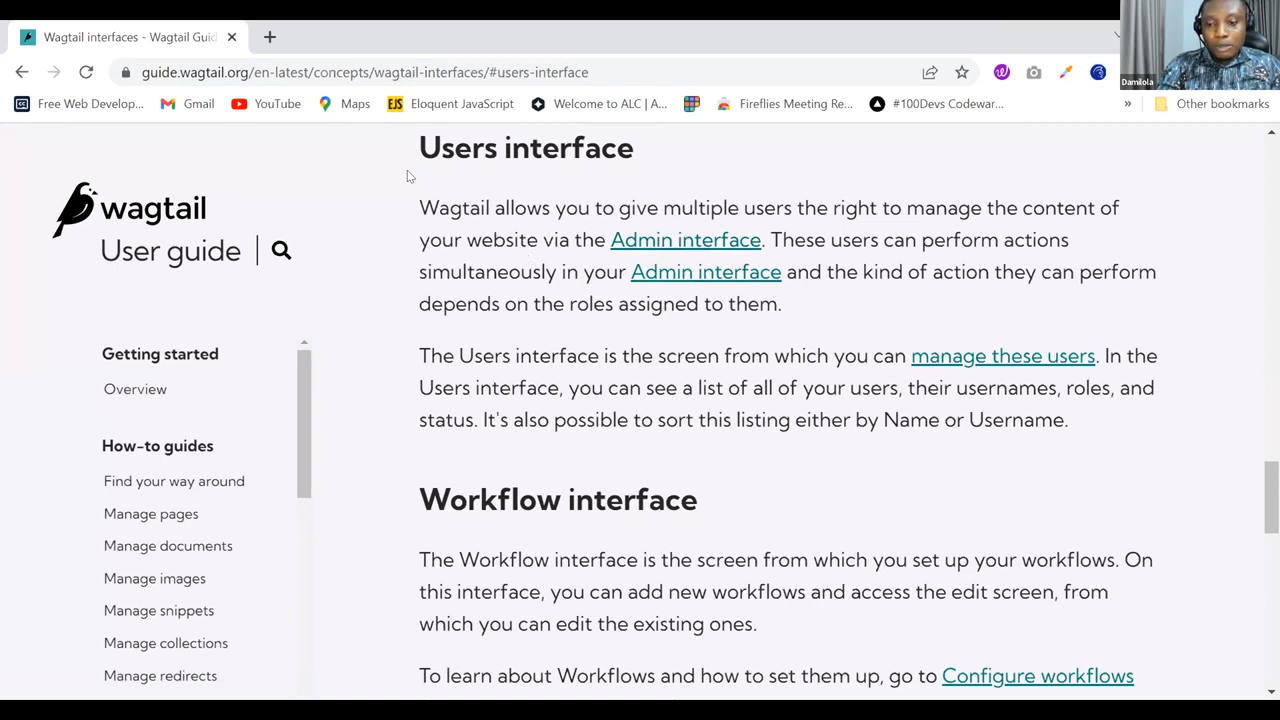 Wagtail interfaces - Wagtail Guid
guide.wagtail.org/en-latest/concepts/wagtail-interfaces/#users-interface
Damilola
Free Web Develop...
Gmail
YouTube
Maps
EJS
Eloquent JavaScript
Welcome to ALC | A...
Fireflies Meeting Re...
#100Devs Codewar...
»
Other bookmarks
wagtail
User guide
Getting started
Overview
How-to guides
Find your way around
Manage pages
Manage documents
Manage images
Manage snippets
Manage collections
Manage redirects
Users interface
Wagtail allows you to give multiple users the right to manage the content of
your website via the Admin interface. These users can perform actions
simultaneously in your Admin interface and the kind of action they can perform
depends on the roles assigned to them.
The Users interface is the screen from which you can manage these users. In the
Users interface, you can see a list of all of your users, their usernames, roles, and
status. It's also possible to sort this listing either by Name or Username.
Workflow interface
The Workflow interface is the screen from which you set up your workflows. On
this interface, you can add new workflows and access the edit screen, from
which you can edit the existing ones.
To learn about Workflows and how to set them up, go to Configure workflows